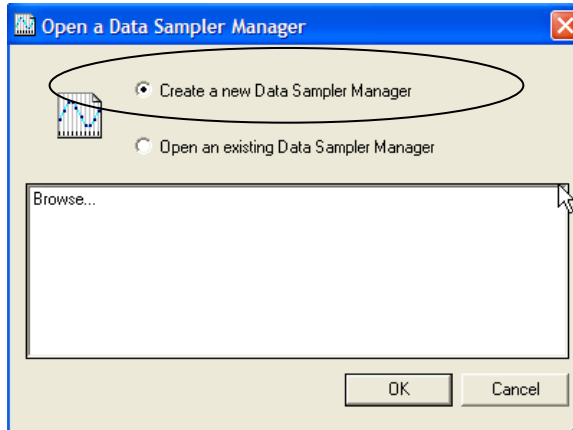 Open a Data Sampler Manager
Create a new Data Sampler Manager
Open an existing Data Sampler Manager
Browse...
OK
Cancel